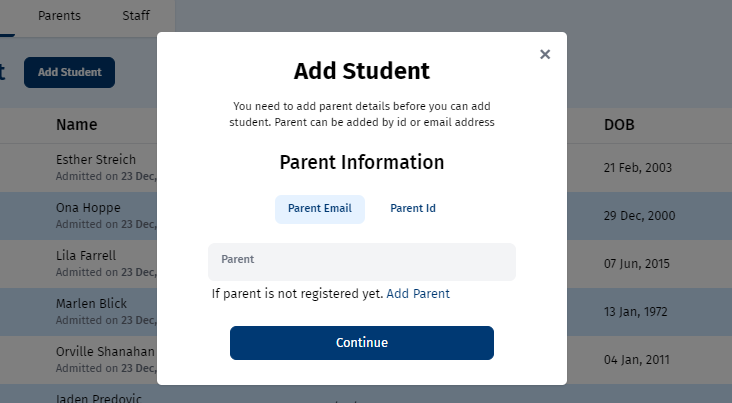 Parents Staff
Add Student
Name DOB
Esther Streich
Admitted on 23 Dec,
21 Feb, 2003
Ona Hoppe
Admitted on 23 Dec,
29 Dec, 2000
Lila Farrell
Admitted on 23 Dec,
07 Jun, 2015
Marlen Blick
Admitted on 23 Dec,
13 Jan, 1972
Orville Shanahan
Admitted on 23 Dec,
04 Jan, 2011
Jaden Predovic
×
Add Student
You need to add parent details before you can add
student. Parent can be added by id or email address
Parent Information
Parent Email Parent Id
Parent
If parent is not registered yet. Add Parent
Continue